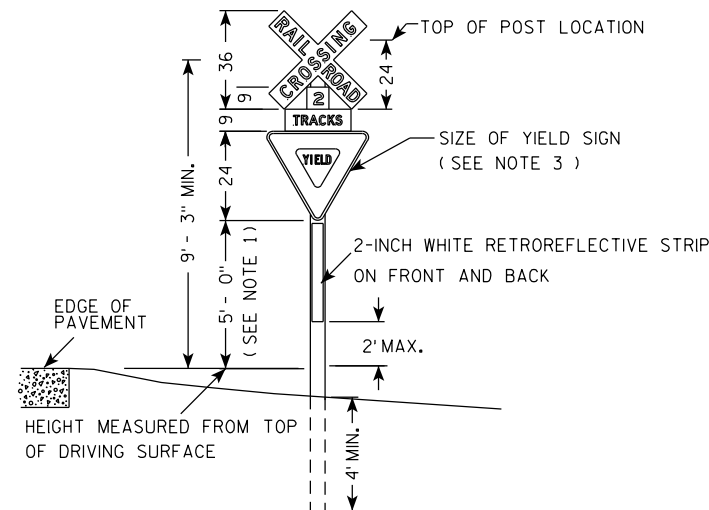 RAIL CROSSING ROAD
2
TRACKS
YIELD
TOP OF POST LOCATION
36
24
9
9
24
9' - 3" MIN.
SIZE OF YIELD SIGN
( SEE NOTE 3 )
5' - 0"
(SEE NOTE 1)
2-INCH WHITE RETROREFLECTIVE STRIP
ON FRONT AND BACK
EDGE OF
PAVEMENT
2' MAX.
HEIGHT MEASURED FROM TOP
OF DRIVING SURFACE
4' MIN.